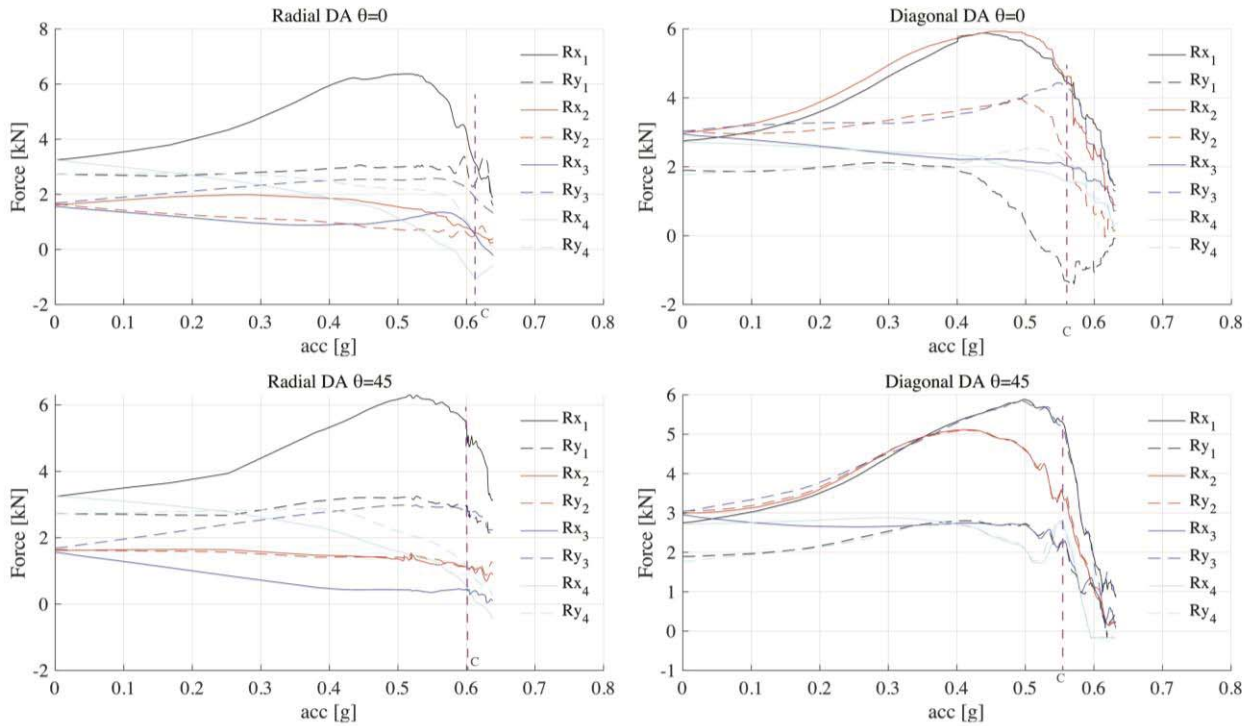 Radial DA θ=0
8
6
4
2
0
-2
Force [kN]
0 0.1 0.2 0.3 0.4 0.5 0.6 0.7 0.8
C
acc [g]
Rx1
Ry1
Rx2
Ry2
Rx3
Ry3
Rx4
Ry4
Diagonal DA θ=0
6
4
2
0
-2
Force [kN]
0 0.1 0.2 0.3 0.4 0.5 0.6 0.7 0.8
C
acc [g]
Rx1
Ry1
Rx2
Ry2
Rx3
Ry3
Rx4
Ry4
Radial DA θ=45
6
4
2
0
-2
Force [kN]
0 0.1 0.2 0.3 0.4 0.5 0.6 0.7 0.8
C
acc [g]
Rx1
Ry1
Rx2
Ry2
Rx3
Ry3
Rx4
Ry4
Diagonal DA θ=45
6
5
4
3
2
1
0
-1
Force [kN]
0 0.1 0.2 0.3 0.4 0.5 0.6 0.7 0.8
C
acc [g]
Rx1
Ry1
Rx2
Ry2
Rx3
Ry3
Rx4
Ry4